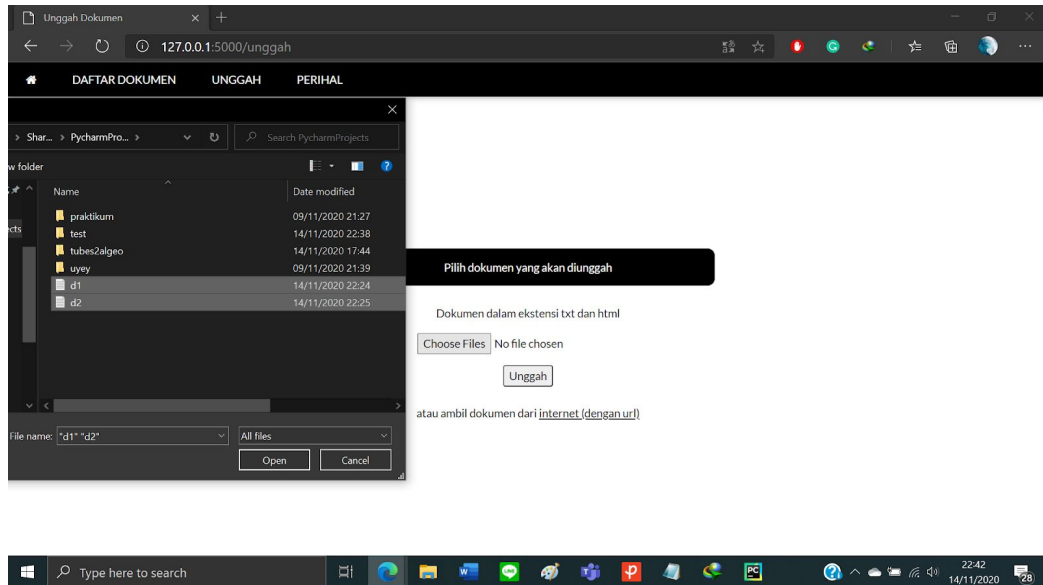 Unggah Dokumen
127.0.0.1:5000/unggah
DAFTAR DOKUMEN UNGGAH PERIHAL
Shar... > PycharmPro... >
Search PycharmProjects
w folder
Name Date modified
praktikum 09/11/2020 21:27
ects
test 14/11/2020 22:38
tubes2algeo 14/11/2020 17:44
uyey 09/11/2020 21:39
d1 14/11/2020 22:24
d2 14/11/2020 22:25
File name: "d1" "d2"
All files
Open Cancel
Pilih dokumen yang akan diunggah
Dokumen dalam ekstensi txt dan html
Choose Files No file chosen
Unggah
atau ambil dokumen dari internet (dengan url)
Type here to search
22:42
14/11/2020
28